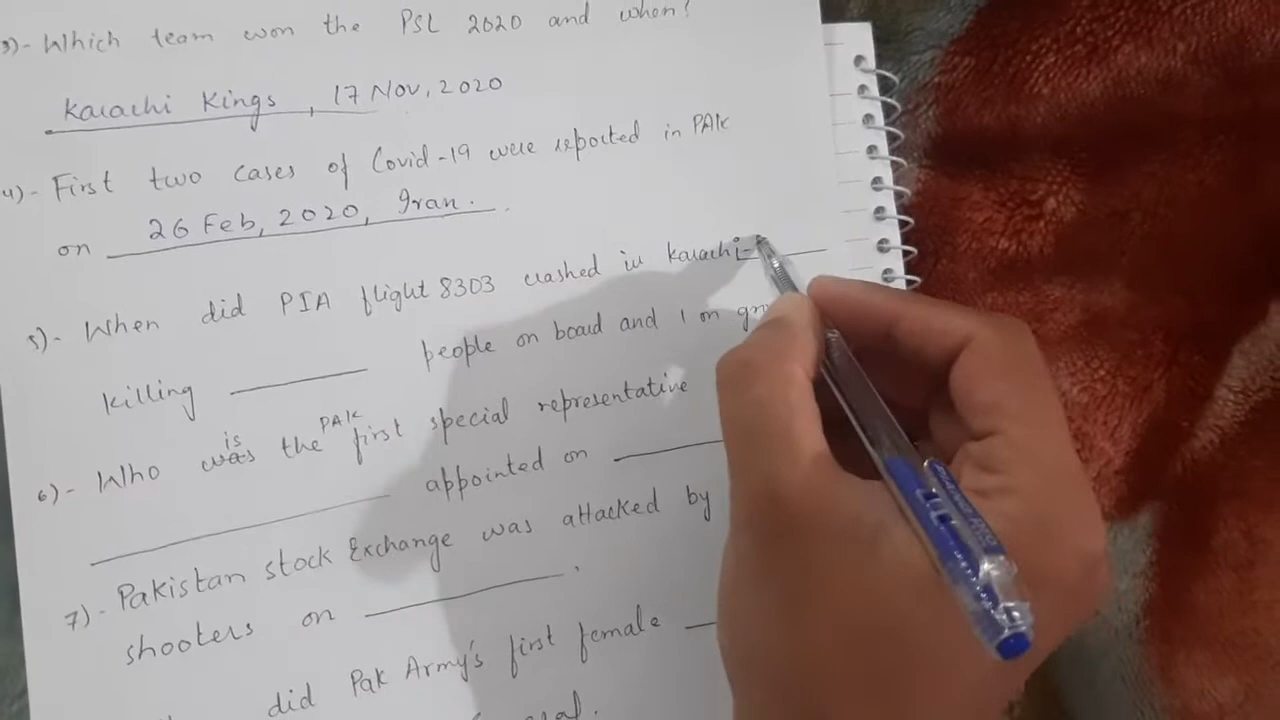 3)- Which team won the PSL 2020 and when?
Karachi Kings, 17 Nov, 2020
4)- First two cases of Covid-19 were reported in PAK
on 26 Feb, 2020, Iran.
5)- When did PIA flight 8303 crashed in karachi-
killing people on board and 1 on
6)- Who was is the PAK first special representative
appointed on
7)- Pakistan stock Exchange was attacked by
shooters on .
did Pak Army's first female